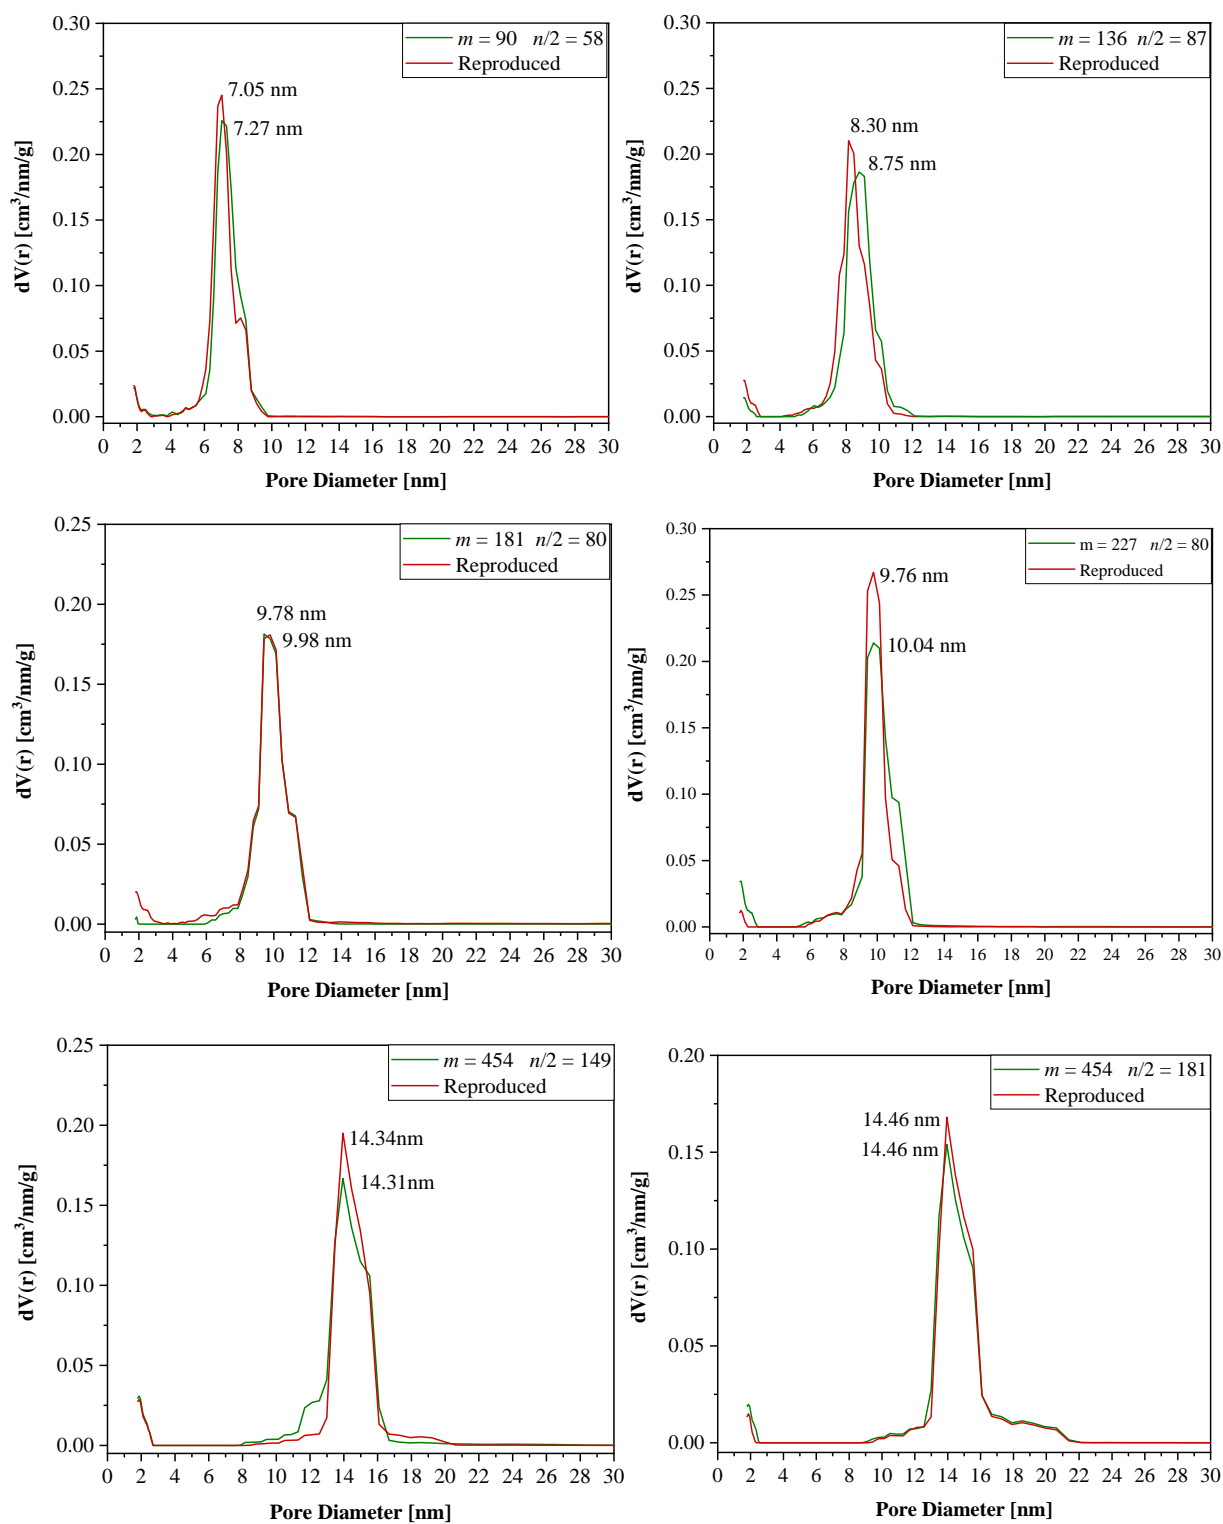 m = 90 n/2 = 58
Reproduced
7.05 nm
7.27 nm
0.30
0.25
0.20
0.15
0.10
0.05
0.00
dV(r) [cm³/nm/g]
0 2 4 6 8 10 12 14 16 18 20 22 24 26 28 30
Pore Diameter [nm]
m = 136 n/2 = 87
Reproduced
8.30 nm
8.75 nm
0.30
0.25
0.20
0.15
0.10
0.05
0.00
dV(r) [cm³/nm/g]
0 2 4 6 8 10 12 14 16 18 20 22 24 26 28 30
Pore Diameter [nm]
m = 181 n/2 = 80
Reproduced
9.78 nm
9.98 nm
0.25
0.20
0.15
0.10
0.05
0.00
dV(r) [cm³/nm/g]
0 2 4 6 8 10 12 14 16 18 20 22 24 26 28 30
Pore Diameter [nm]
m = 227 n/2 = 80
Reproduced
9.76 nm
10.04 nm
0.30
0.25
0.20
0.15
0.10
0.05
0.00
dV(r) [cm³/nm/g]
0 2 4 6 8 10 12 14 16 18 20 22 24 26 28 30
Pore Diameter [nm]
m = 454 n/2 = 149
Reproduced
14.34nm
14.31nm
0.25
0.20
0.15
0.10
0.05
0.00
dV(r) [cm³/nm/g]
0 2 4 6 8 10 12 14 16 18 20 22 24 26 28 30
Pore Diameter [nm]
m = 454 n/2 = 181
Reproduced
14.46 nm
14.46 nm
0.20
0.15
0.10
0.05
0.00
dV(r) [cm³/nm/g]
0 2 4 6 8 10 12 14 16 18 20 22 24 26 28 30
Pore Diameter [nm]